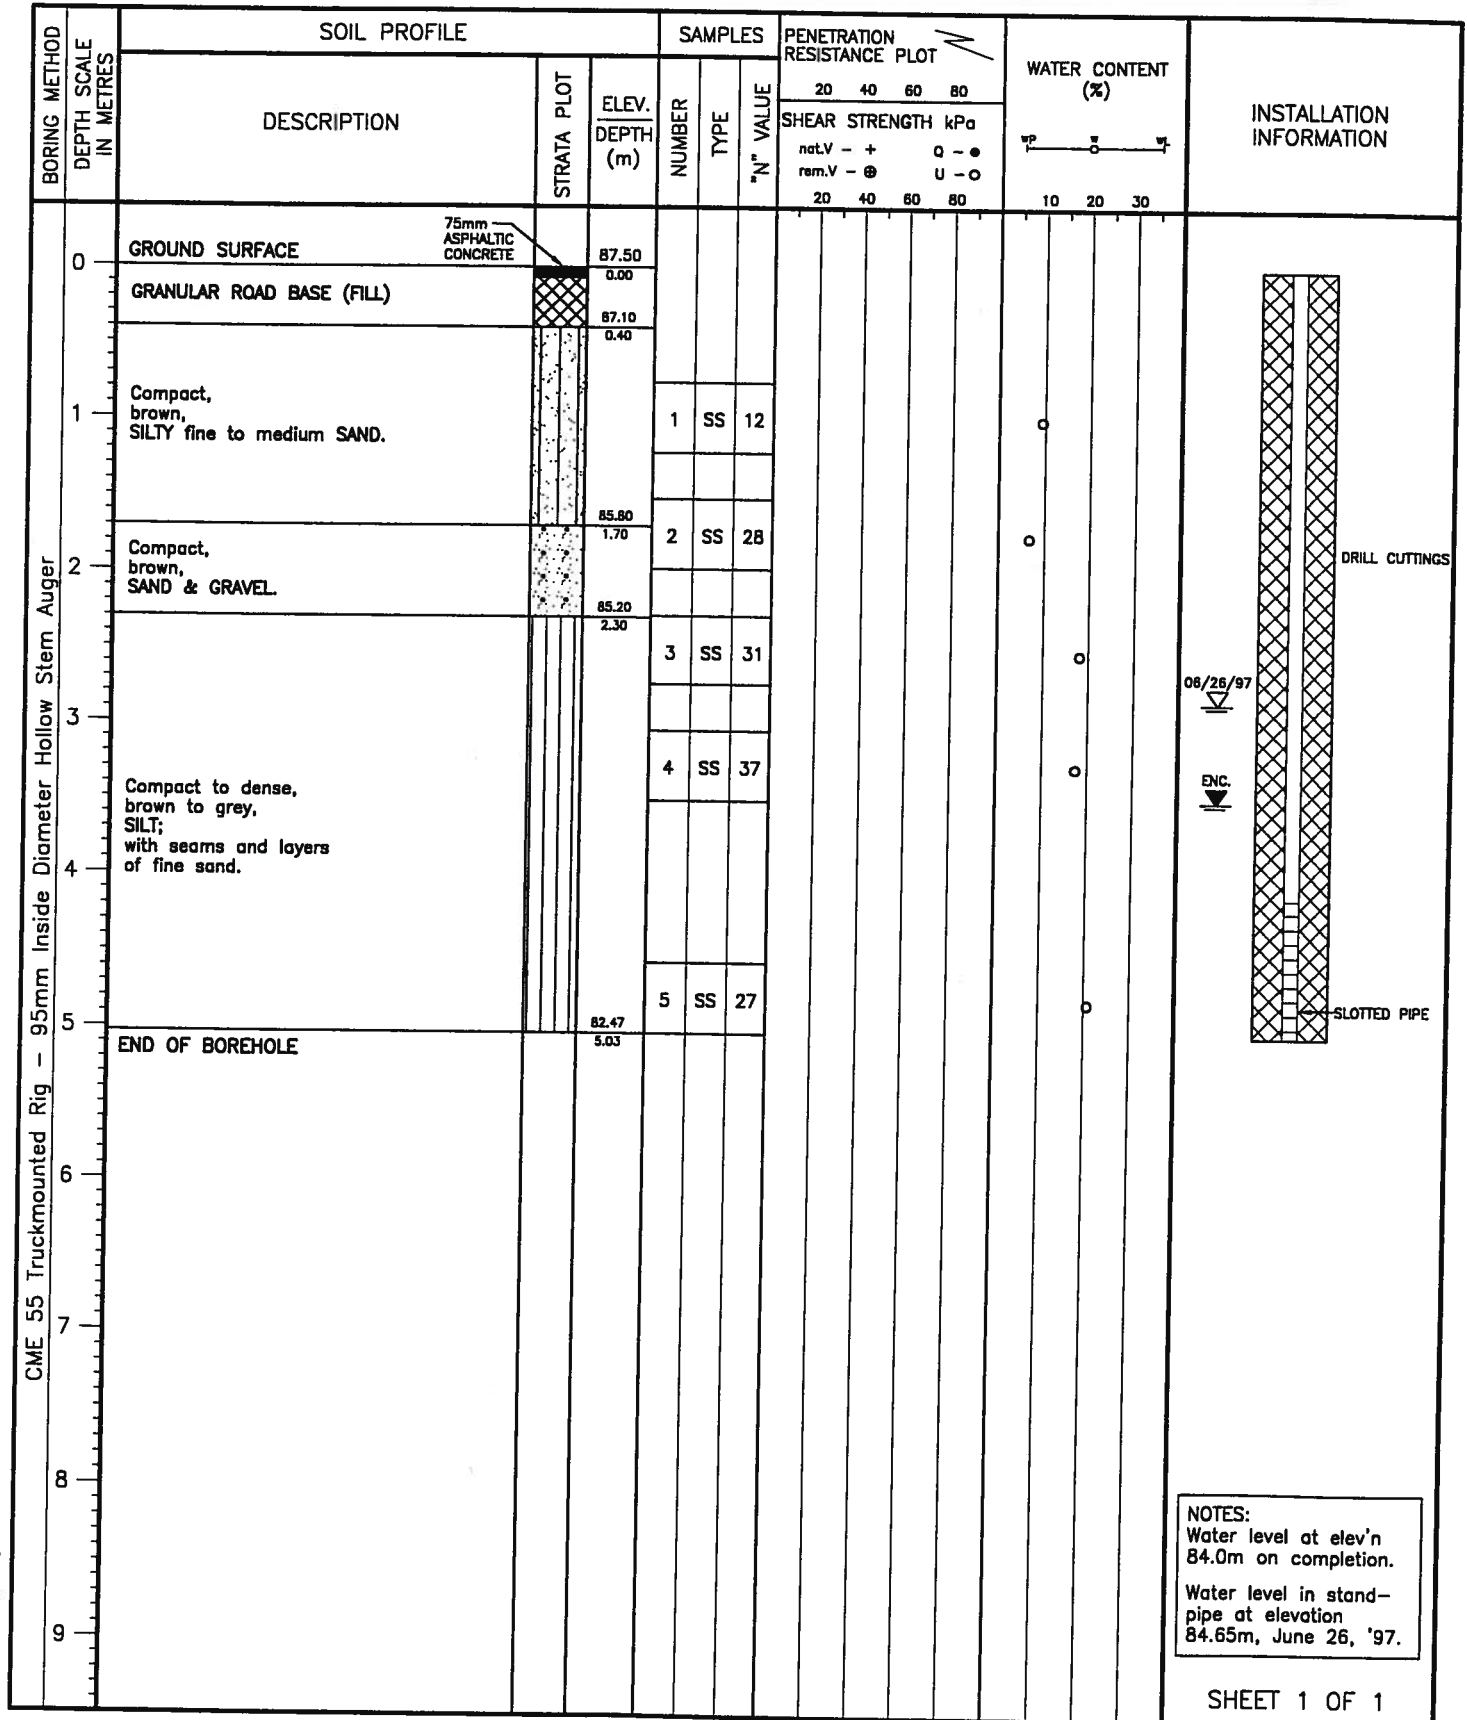 BORING METHOD
DEPTH SCALE
IN METRES
SOIL PROFILE
DESCRIPTION
STRATA PLOT
ELEV.
DEPTH
(m)
SAMPLES
NUMBER
TYPE
"N" VALUE
PENETRATION
RESISTANCE PLOT
20 40 60 80
SHEAR STRENGTH kPa
nat.V - + Q - ●
rem.V - ⊕ U - O
20 40 60 80
WATER CONTENT
(%)
wP w wL
10 20 30
INSTALLATION
INFORMATION
CME 55 Truckmounted Rig - 95mm Inside Diameter Hollow Stem Auger
75mm
ASPHALTIC
CONCRETE
GROUND SURFACE 87.50
0
0.00
GRANULAR ROAD BASE (FILL)
87.10
0.40
Compact,
brown,
SILTY fine to medium SAND.
1
1 SS 12
85.80
1.70
2 SS 28
Compact,
brown,
SAND & GRAVEL.
2
DRILL CUTTINGS
85.20
2.30
3 SS 31
06/26/97
3
4 SS 37
ENC.
Compact to dense,
brown to grey,
SILT;
with seams and layers
of fine sand.
4
5 SS 27
SLOTTED PIPE
5
82.47
5.03
END OF BOREHOLE
6
7
8
9
NOTES:
Water level at elev'n
84.0m on completion.
Water level in stand-
pipe at elevation
84.65m, June 26, '97.
SHEET 1 OF 1